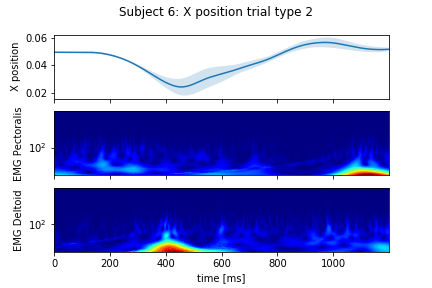 Subject 6: X position trial type 2
0.06
0.04
0.02
X position
10²
EMG Pectoralis
10²
EMG Deltoid
0 200 400 600 800 1000
time [ms]